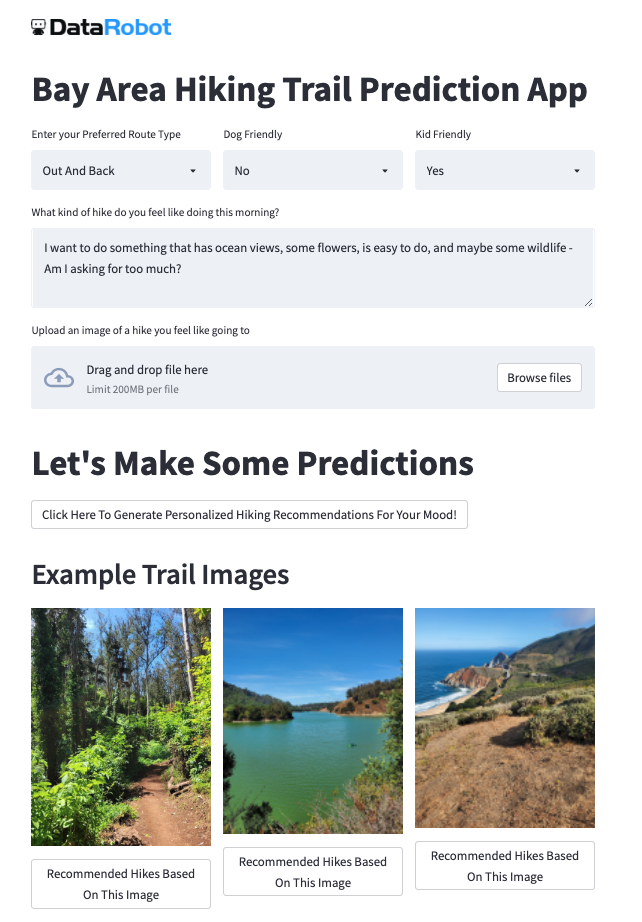 DataRobot
Bay Area Hiking Trail Prediction App
Enter your Preferred Route Type
Dog Friendly
Kid Friendly
Out And Back
No
Yes
What kind of hike do you feel like doing this morning?
I want to do something that has ocean views, some flowers, is easy to do, and maybe some wildlife -
Am I asking for too much?
Upload an image of a hike you feel like going to
Drag and drop file here
Limit 200MB per file
Browse files
Let's Make Some Predictions
Click Here To Generate Personalized Hiking Recommendations For Your Mood!
Example Trail Images
Recommended Hikes Based
On This Image
Recommended Hikes Based
On This Image
Recommended Hikes Based
On This Image